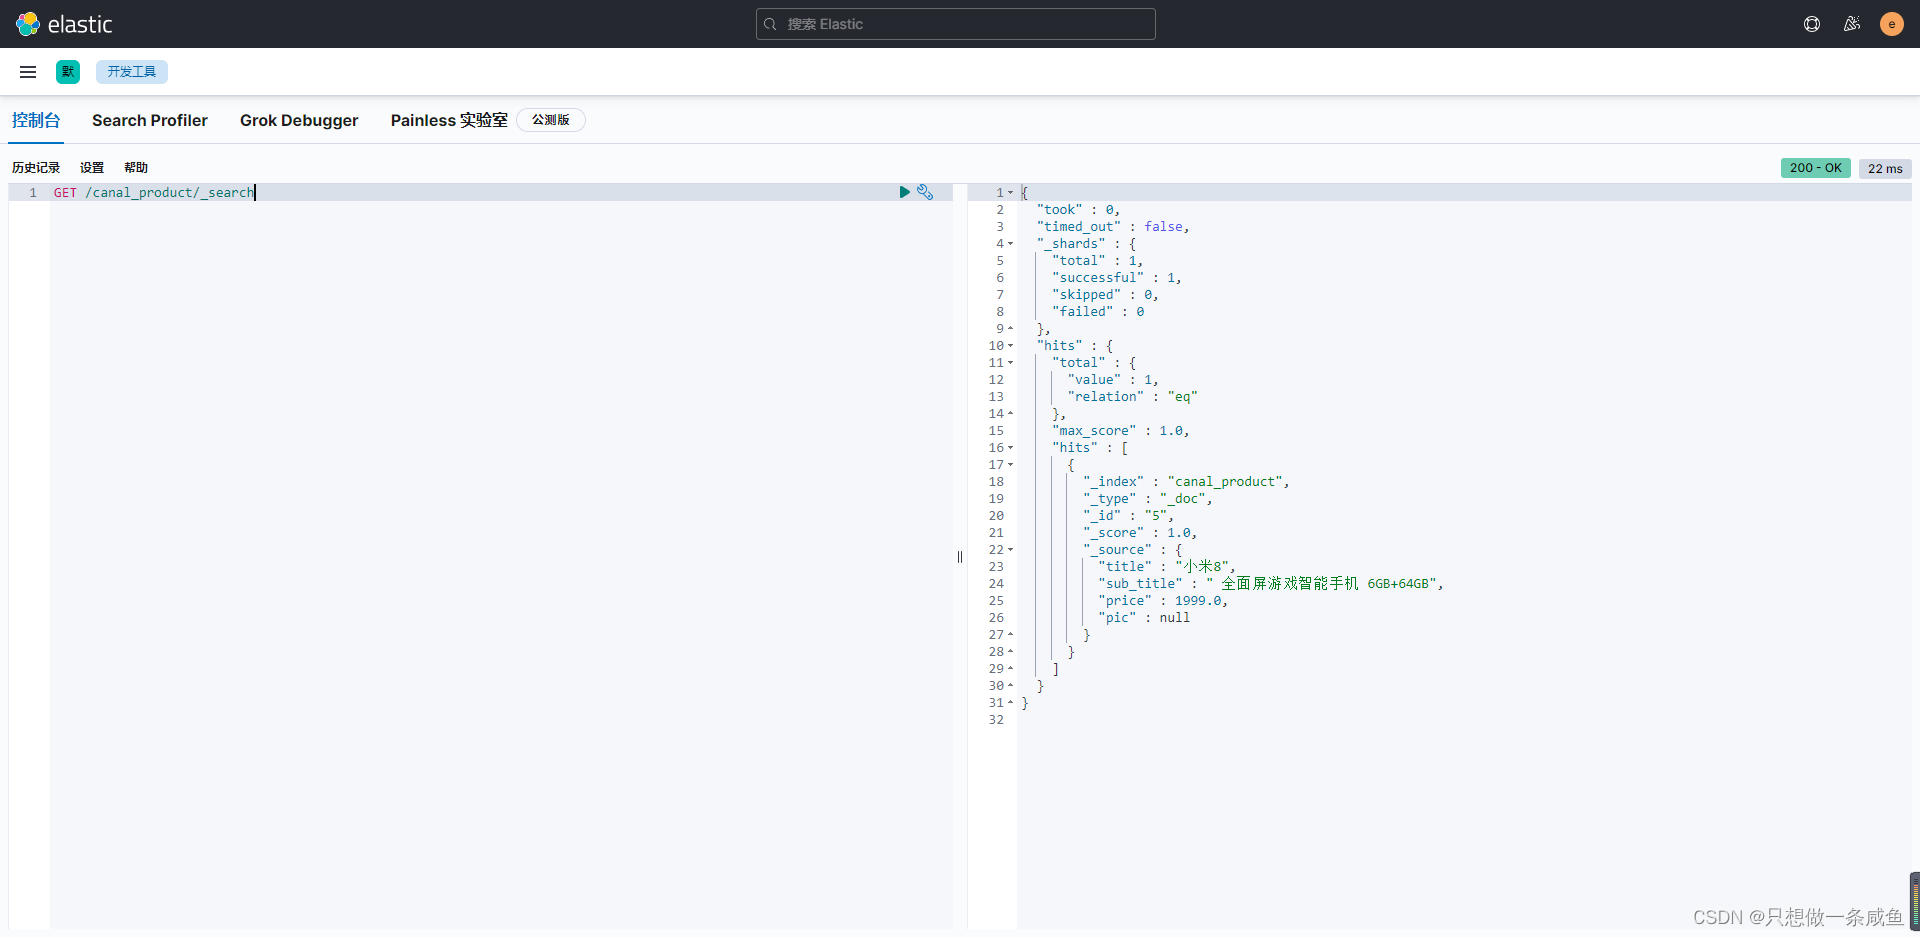 elastic
搜索 Elastic
e
默
开发工具
控制台 Search Profiler Grok Debugger Painless 实验室 公测版
历史记录 设置 帮助
200 - OK 22 ms
1 GET /canal_product/_search
1 {
2 "took" : 0,
3 "timed_out" : false,
4 "_shards" : {
5 "total" : 1,
6 "successful" : 1,
7 "skipped" : 0,
8 "failed" : 0
9 },
10 "hits" : {
11 "total" : {
12 "value" : 1,
13 "relation" : "eq"
14 },
15 "max_score" : 1.0,
16 "hits" : [
17 {
18 "_index" : "canal_product",
19 "_type" : "_doc",
20 "_id" : "5",
21 "_score" : 1.0,
22 "_source" : {
23 "title" : "小米8",
24 "sub_title" : " 全面屏游戏智能手机 6GB+64GB",
25 "price" : 1999.0,
26 "pic" : null
27 }
28 }
29 ]
30 }
31 }
32
CSDN @只想做一条咸鱼